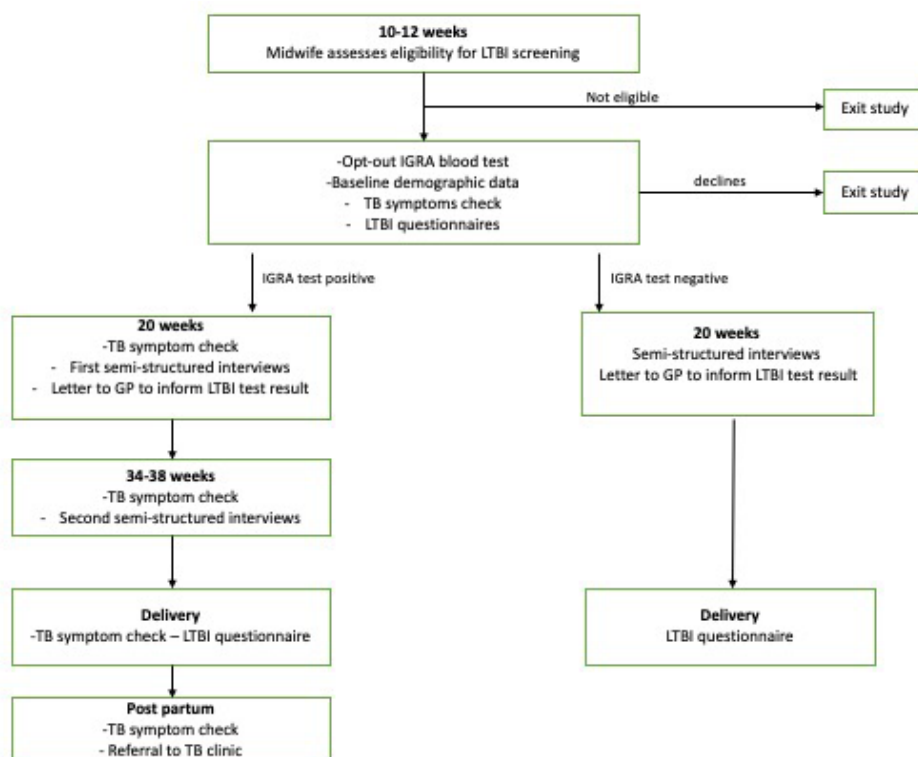 10-12 weeks
Midwife assesses eligibility for LTBI screening
Not eligible
Exit study
-Opt-out IGRA blood test
-Baseline demographic data
- TB symptoms check
- LTBI questionnaires
declines
Exit study
IGRA test positive
IGRA test negative
20 weeks
-TB symptom check
- First semi-structured interviews
- Letter to GP to inform LTBI test result
20 weeks
Semi-structured interviews
Letter to GP to inform LTBI test result
34-38 weeks
-TB symptom check
- Second semi-structured interviews
Delivery
-TB symptom check – LTBI questionnaire
Delivery
LTBI questionnaire
Post partum
-TB symptom check
- Referral to TB clinic